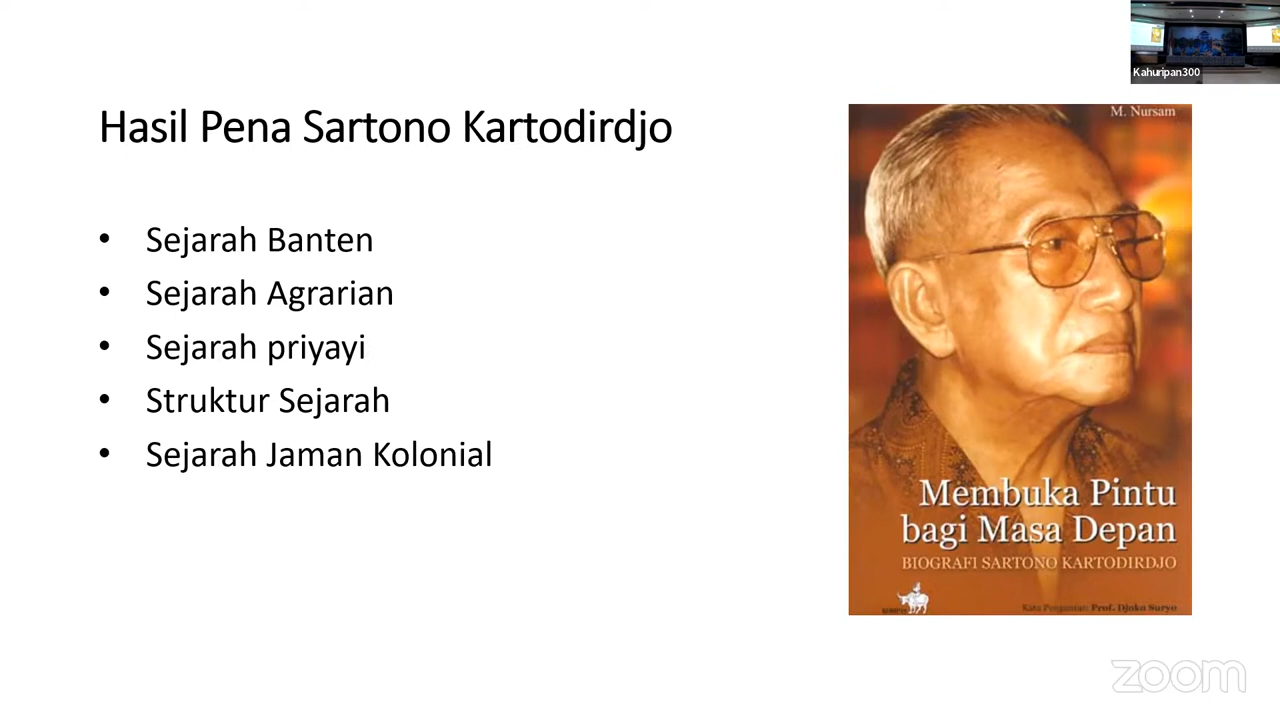 Kahuripan300
Hasil Pena Sartono Kartodirdjo
• Sejarah Banten
• Sejarah Agrarian
• Sejarah priyayi
• Struktur Sejarah
• Sejarah Jaman Kolonial
M. Nursam
Membuka Pintu
bagi Masa Depan
BIOGRAFI SARTONO KARTODIRDJO
Kata Pengantar: Prof. Djoko Suryo
zoom